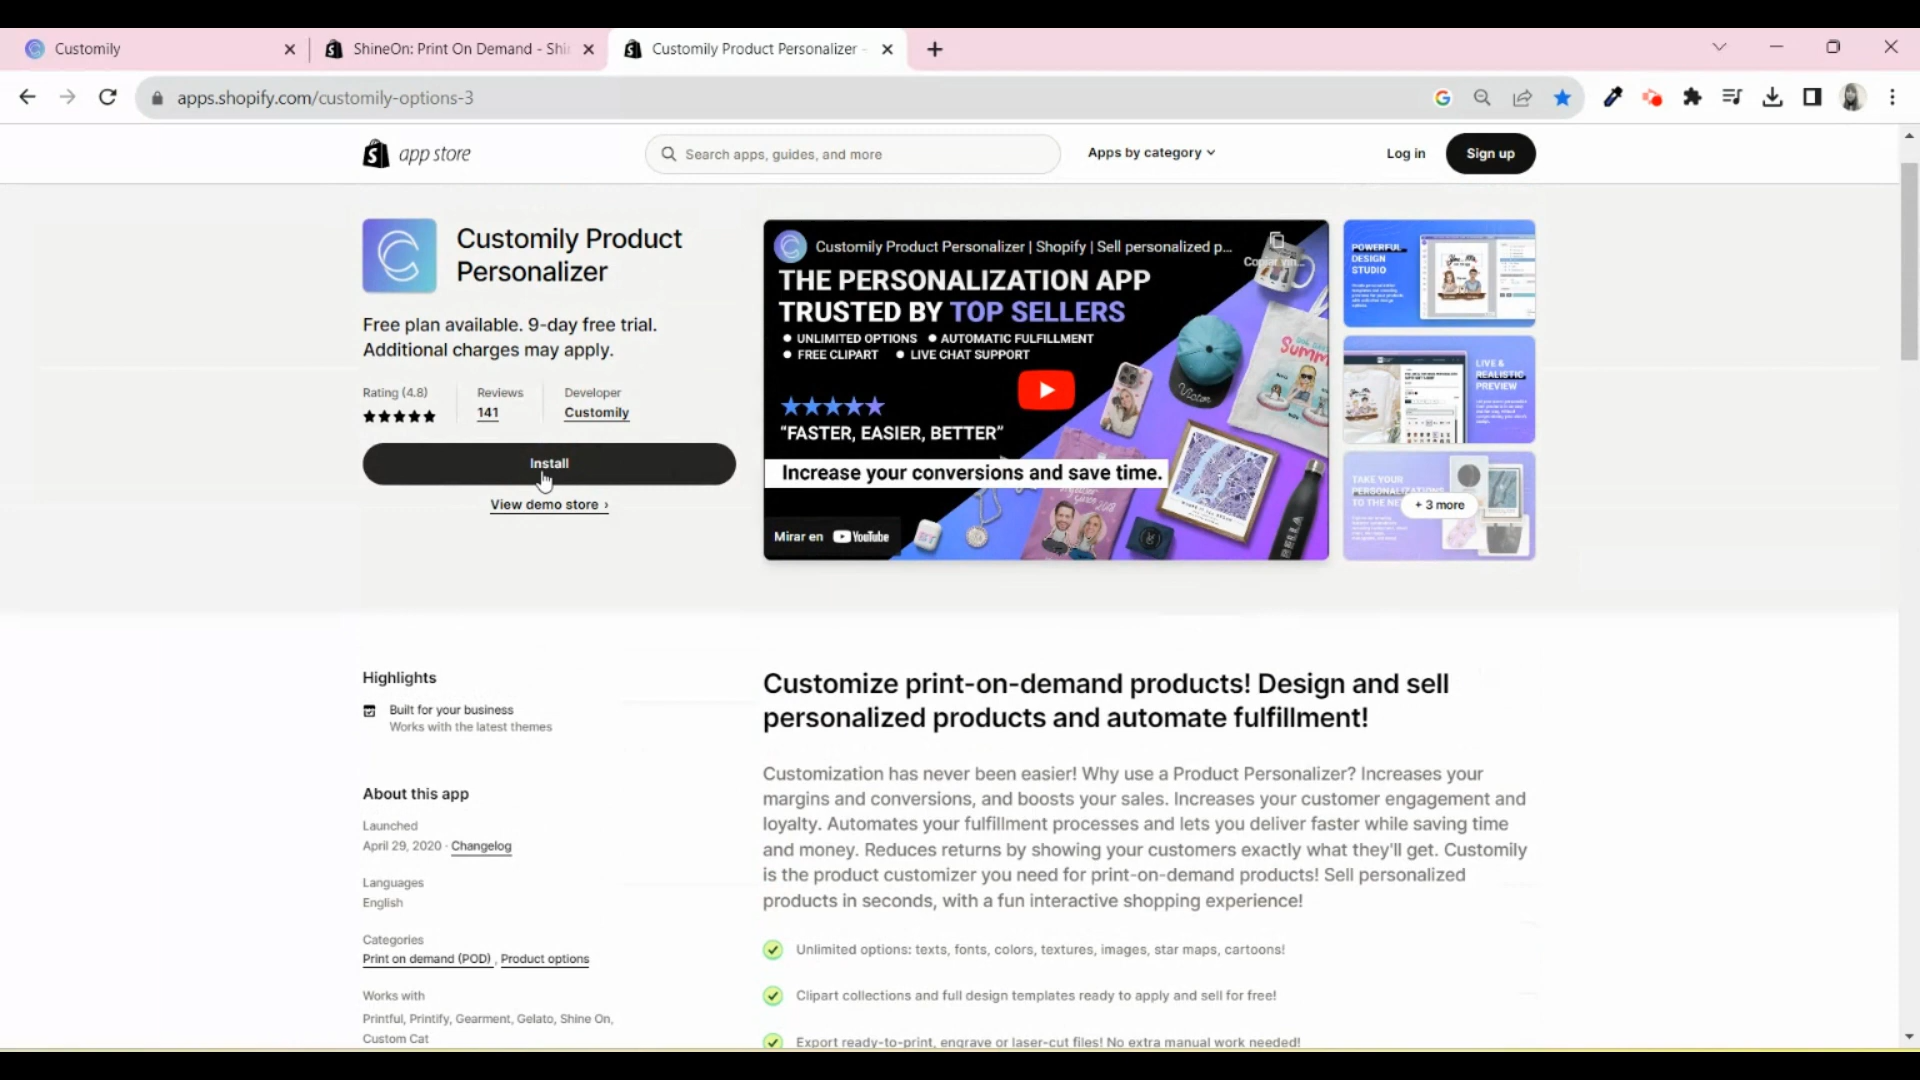 Customily
ShineOn: Print On Demand - Shi
Customily Product Personalizer -
apps.shopify.com/customily-options-3
app store
Search apps, guides, and more
Apps by category
Log in
Sign up
Customily Product
Personalizer
Free plan available. 9-day free trial.
Additional charges may apply.
Rating (4.8)
Reviews
141
Developer
Customily
Install
View demo store ›
Customily Product Personalizer | Shopify | Sell personalized p...
THE PERSONALIZATION APP
TRUSTED BY TOP SELLERS
● UNLIMITED OPTIONS ● AUTOMATIC FULFILLMENT
● FREE CLIPART ● LIVE CHAT SUPPORT
"FASTER, EASIER, BETTER"
Increase your conversions and save time.
Mirar en YouTube
Victor
BELLA
POWERFUL
DESIGN
STUDIO
LIVE &
REALISTIC
PREVIEW
TAKE YOUR
PERSONALIZATIONS
TO THE NE
+ 3 more
Highlights
Built for your business
Works with the latest themes
About this app
Launched
April 29, 2020 · Changelog
Languages
English
Categories
Print on demand (POD) , Product options
Works with
Printful, Printify, Gearment, Gelato, Shine On,
Custom Cat
Customize print-on-demand products! Design and sell
personalized products and automate fulfillment!
Customization has never been easier! Why use a Product Personalizer? Increases your
margins and conversions, and boosts your sales. Increases your customer engagement and
loyalty. Automates your fulfillment processes and lets you deliver faster while saving time
and money. Reduces returns by showing your customers exactly what they'll get. Customily
is the product customizer you need for print-on-demand products! Sell personalized
products in seconds, with a fun interactive shopping experience!
Unlimited options: texts, fonts, colors, textures, images, star maps, cartoons!
Clipart collections and full design templates ready to apply and sell for free!
Export ready-to-print, engrave or laser-cut files! No extra manual work needed!